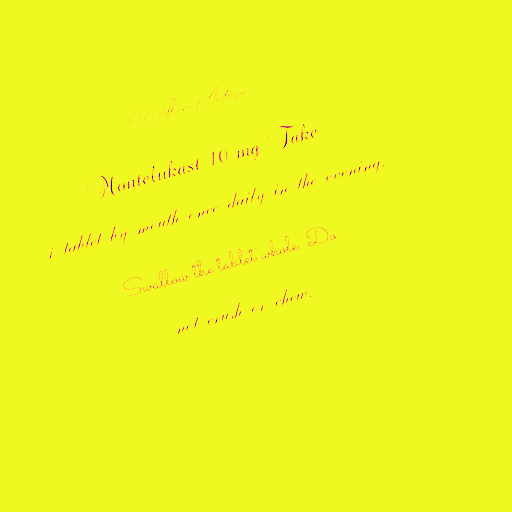 Montelukast 10 mg Take
1 tablet by mouth once daily in the evening.
Swallow the tablet whole. Do
not crush or chew.